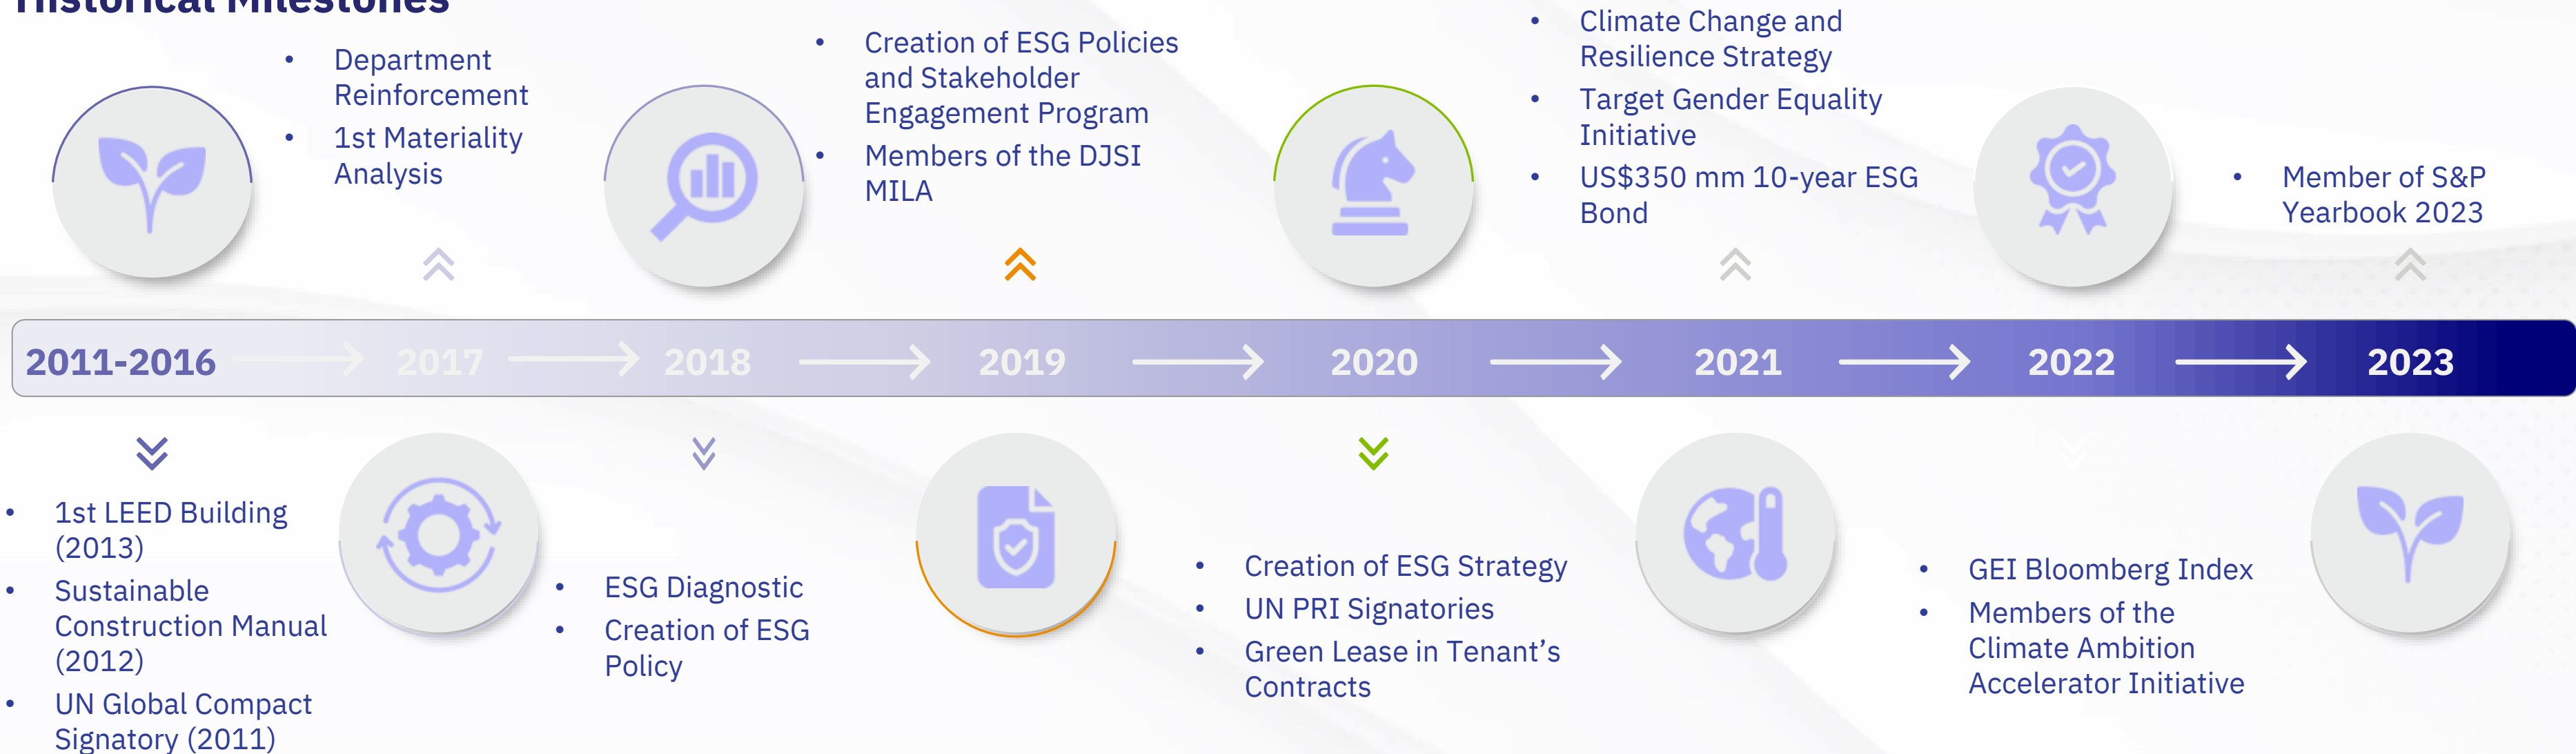 Historical Milestones
• Department
Reinforcement
• 1st Materiality
Analysis
• Creation of ESG Policies
and Stakeholder
Engagement Program
• Members of the DJSI
MILA
• Climate Change and
Resilience Strategy
• Target Gender Equality
Initiative
• US$350 mm 10-year ESG
Bond
• Member of S&P
Yearbook 2023
2011-2016
2017
2018
2019
2020
2021
2022
2023
• 1st LEED Building
(2013)
• Sustainable
Construction Manual
(2012)
• UN Global Compact
Signatory (2011)
• ESG Diagnostic
• Creation of ESG
Policy
• Creation of ESG Strategy
• UN PRI Signatories
• Green Lease in Tenant’s
Contracts
• GEI Bloomberg Index
• Members of the
Climate Ambition
Accelerator Initiative